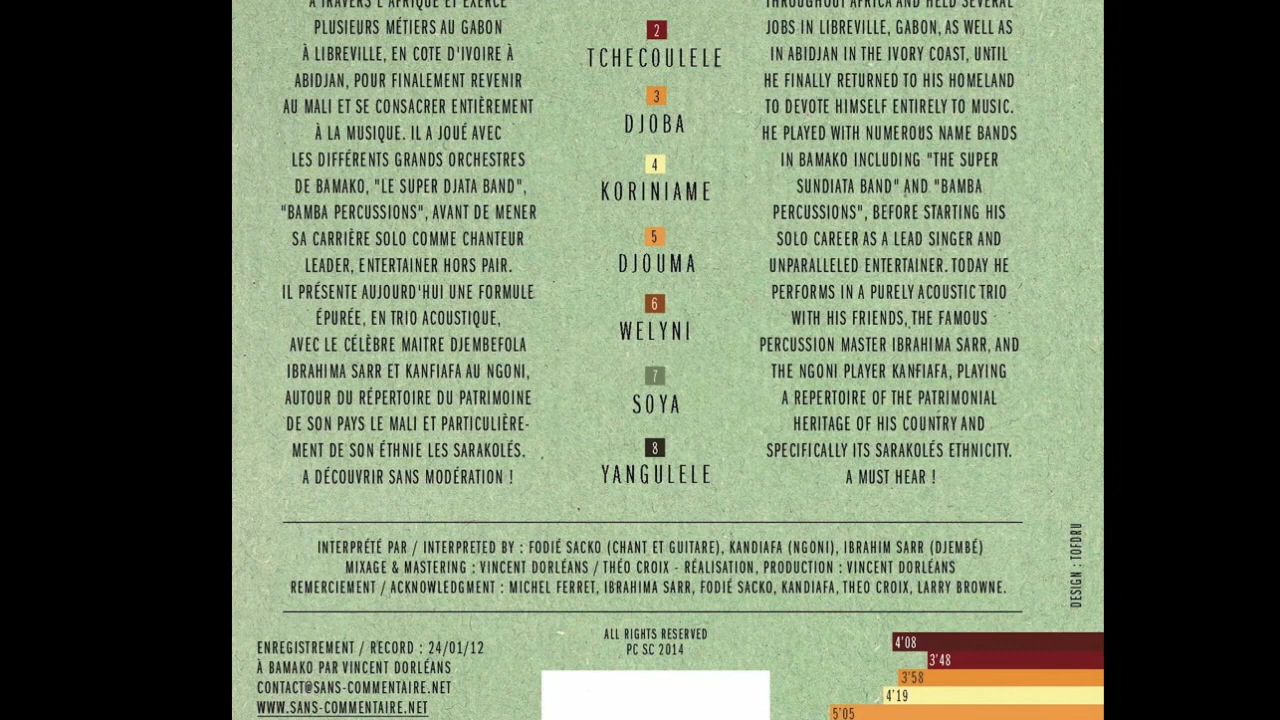 À TRAVERS L'AFRIQUE ET EXERCÉ
PLUSIEURS MÉTIERS AU GABON
À LIBREVILLE, EN COTE D'IVOIRE À
ABIDJAN, POUR FINALEMENT REVENIR
AU MALI ET SE CONSACRER ENTIÈREMENT
À LA MUSIQUE. IL A JOUÉ AVEC
LES DIFFÉRENTS GRANDS ORCHESTRES
DE BAMAKO, "LE SUPER DJATA BAND",
"BAMBA PERCUSSIONS", AVANT DE MENER
SA CARRIÈRE SOLO COMME CHANTEUR
LEADER, ENTERTAINER HORS PAIR.
IL PRÉSENTE AUJOURD'HUI UNE FORMULE
ÉPURÉE, EN TRIO ACOUSTIQUE,
AVEC LE CÉLÈBRE MAITRE DJEMBEFOLA
IBRAHIMA SARR ET KANFIAFA AU NGONI,
AUTOUR DU RÉPERTOIRE DU PATRIMOINE
DE SON PAYS LE MALI ET PARTICULIÈRE-
MENT DE SON ÉTHNIE LES SARAKOLÉS.
A DÉCOUVRIR SANS MODÉRATION !
2
TCHECOULELE
3
DJOBA
4
KORINIAME
5
DJOUMA
6
WELYNI
7
SOYA
8
YANGULELE
THROUGHOUT AFRICA AND HELD SEVERAL
JOBS IN LIBREVILLE, GABON, AS WELL AS
IN ABIDJAN IN THE IVORY COAST, UNTIL
HE FINALLY RETURNED TO HIS HOMELAND
TO DEVOTE HIMSELF ENTIRELY TO MUSIC.
HE PLAYED WITH NUMEROUS NAME BANDS
IN BAMAKO INCLUDING "THE SUPER
SUNDIATA BAND" AND "BAMBA
PERCUSSIONS", BEFORE STARTING HIS
SOLO CAREER AS A LEAD SINGER AND
UNPARALLELED ENTERTAINER. TODAY HE
PERFORMS IN A PURELY ACOUSTIC TRIO
WITH HIS FRIENDS, THE FAMOUS
PERCUSSION MASTER IBRAHIMA SARR, AND
THE NGONI PLAYER KANFIAFA, PLAYING
A REPERTOIRE OF THE PATRIMONIAL
HERITAGE OF HIS COUNTRY AND
SPECIFICALLY ITS SARAKOLÉS ETHNICITY.
A MUST HEAR !
INTERPRÉTÉ PAR / INTERPRETED BY : FODIÉ SACKO (CHANT ET GUITARE), KANDIAFA (NGONI), IBRAHIM SARR (DJEMBÉ)
MIXAGE & MASTERING : VINCENT DORLÉANS / THÉO CROIX - RÉALISATION, PRODUCTION : VINCENT DORLÉANS
REMERCIEMENT / ACKNOWLEDGMENT : MICHEL FERRET, IBRAHIMA SARR, FODIÉ SACKO, KANDIAFA, THEO CROIX, LARRY BROWNE.
DESIGN : TOFDRU
ENREGISTREMENT / RECORD : 24/01/12
À BAMAKO PAR VINCENT DORLÉANS
CONTACT@SANS-COMMENTAIRE.NET
WWW.SANS-COMMENTAIRE.NET
ALL RIGHTS RESERVED
PC SC 2014
4'08
3'48
3'58
4'19
5'05